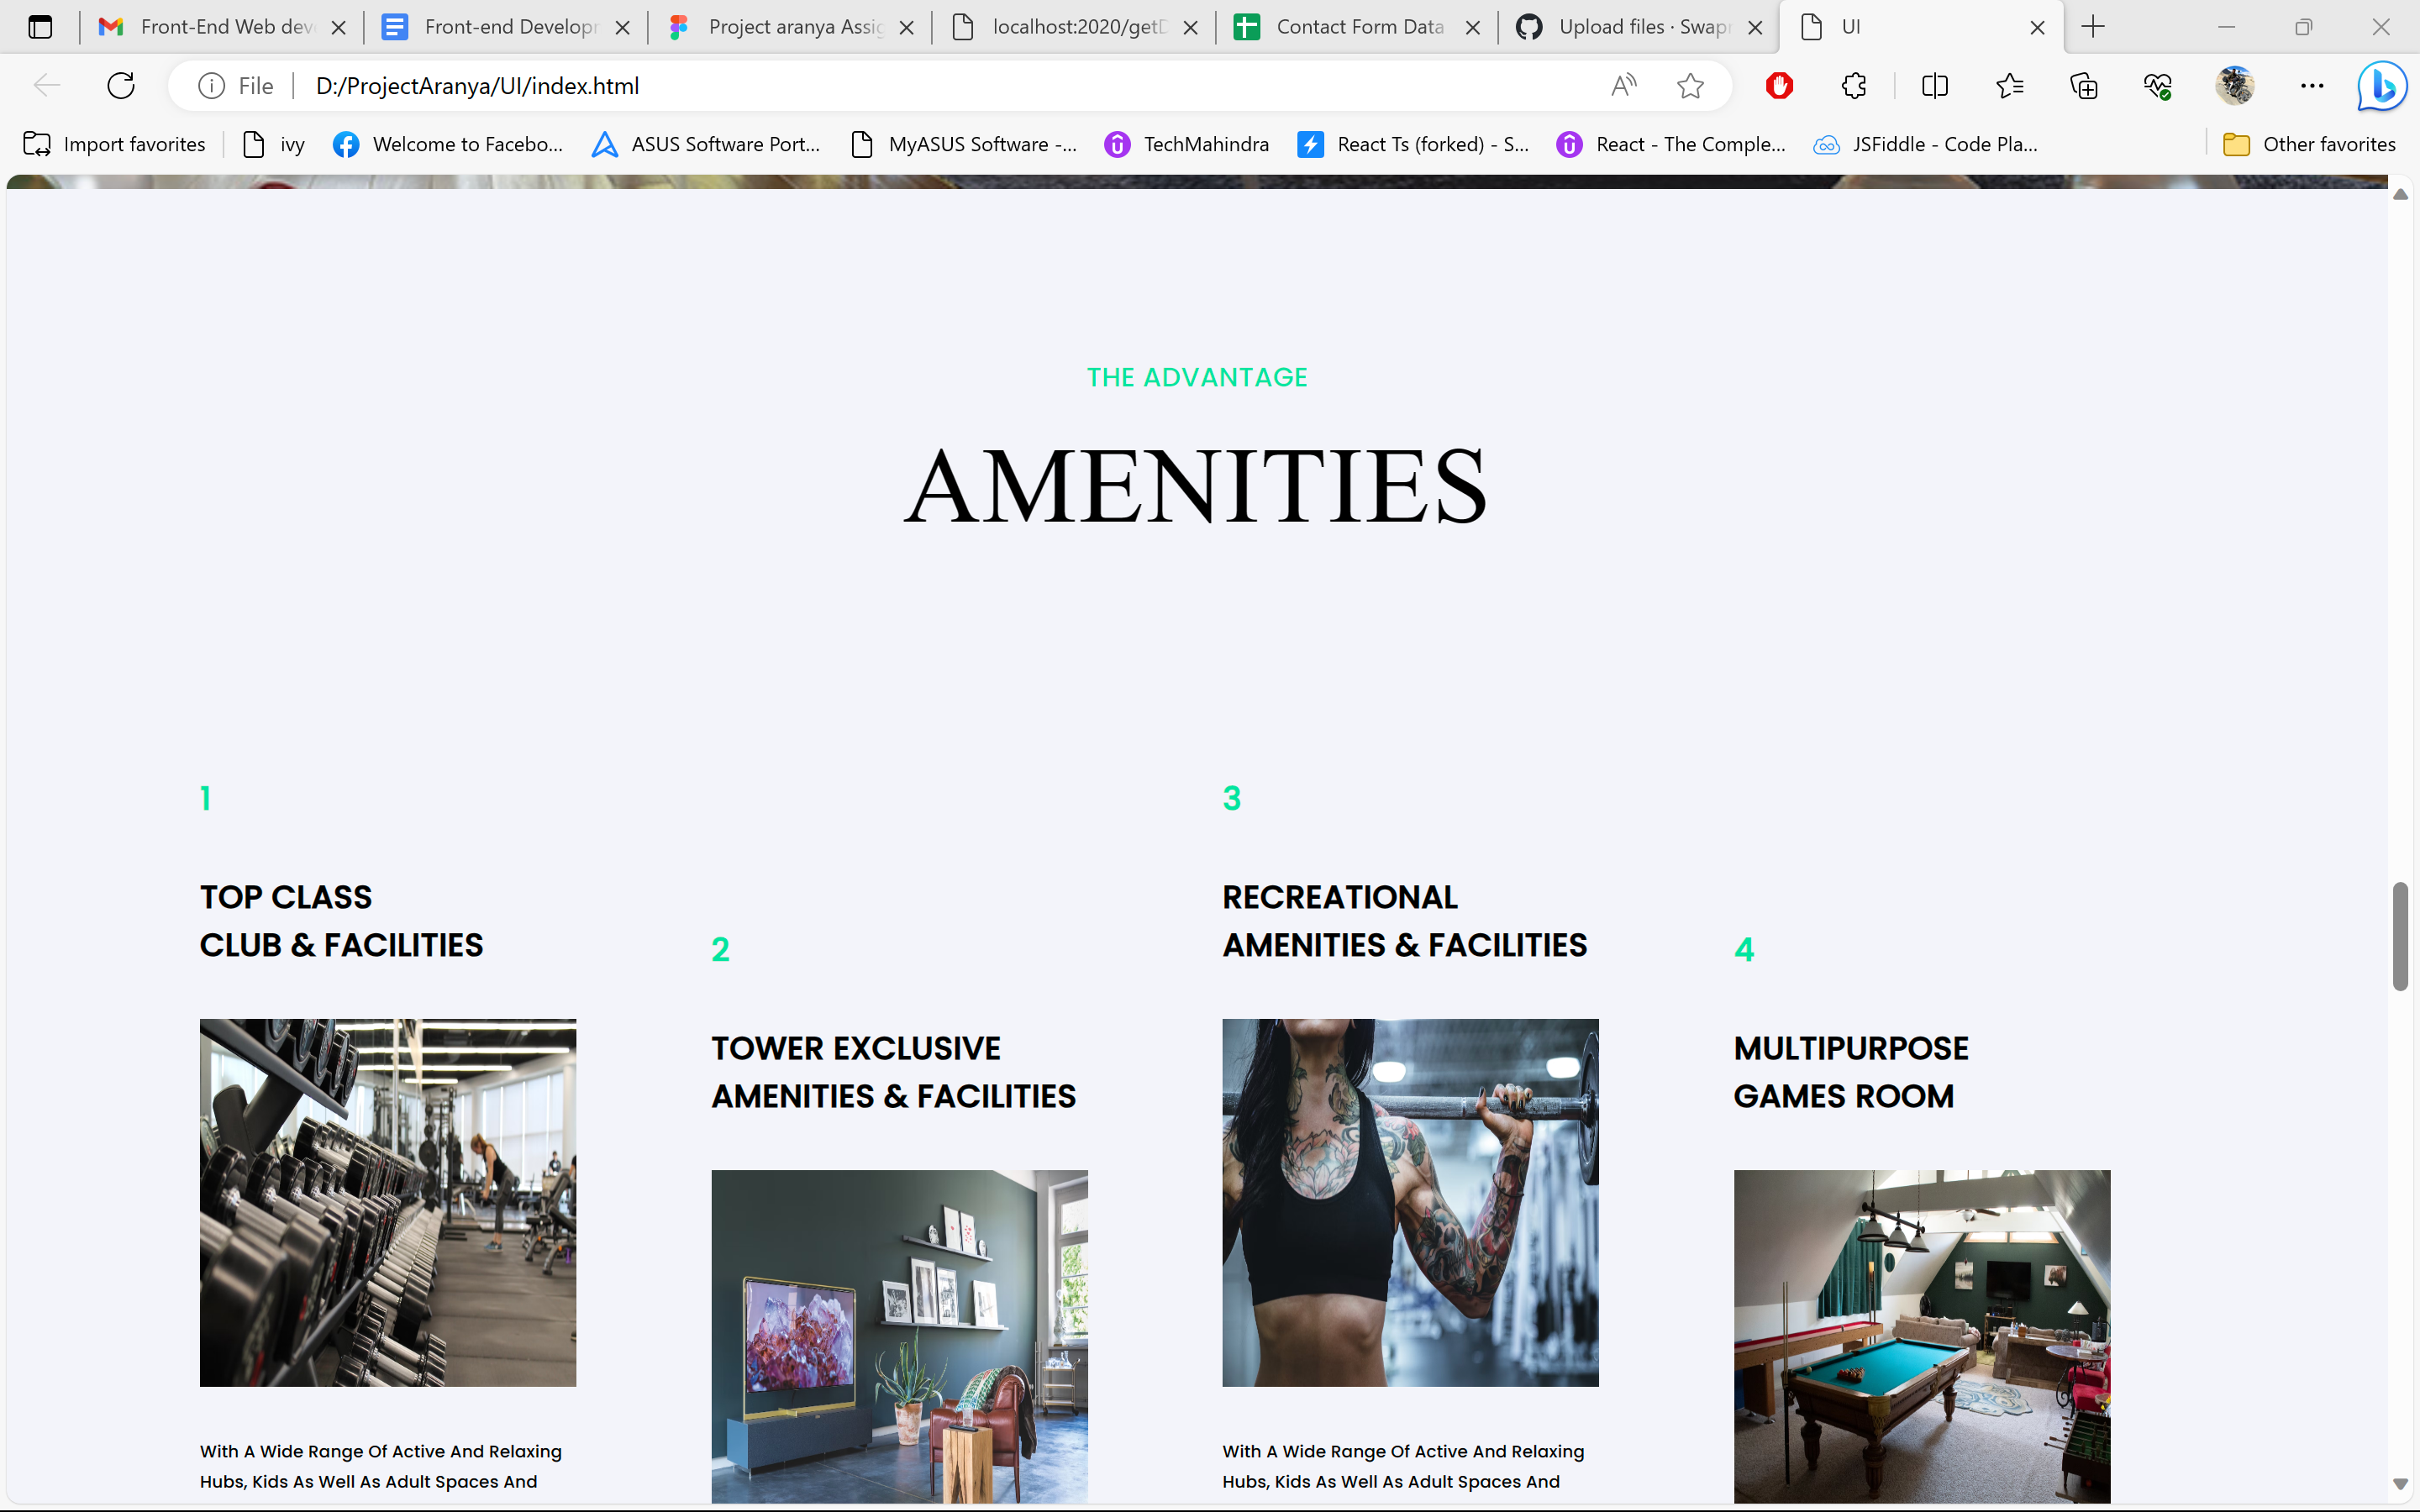 Front-End Web dev
Front-end Developr
Project aranya Assig
localhost:2020/getD
Contact Form Data
Upload files · Swapr
UI
File
D:/ProjectAranya/UI/index.html
Import favorites
ivy
Welcome to Facebo...
ASUS Software Port...
MyASUS Software -...
TechMahindra
React Ts (forked) - S...
React - The Comple...
JSFiddle - Code Pla...
Other favorites
THE ADVANTAGE
AMENITIES
1
TOP CLASS
CLUB & FACILITIES
With A Wide Range Of Active And Relaxing
Hubs, Kids As Well As Adult Spaces And
2
TOWER EXCLUSIVE
AMENITIES & FACILITIES
3
RECREATIONAL
AMENITIES & FACILITIES
With A Wide Range Of Active And Relaxing
Hubs, Kids As Well As Adult Spaces And
4
MULTIPURPOSE
GAMES ROOM